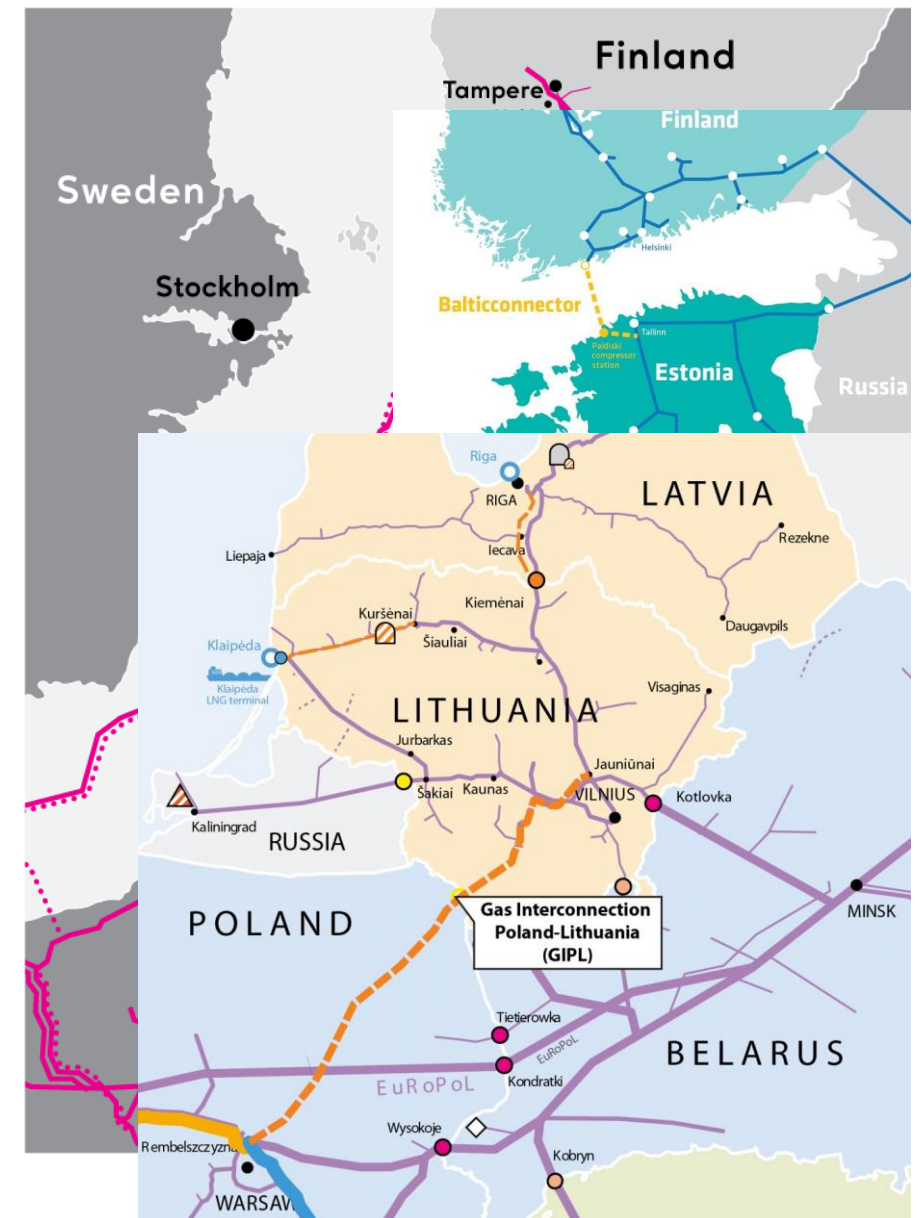 Finland
Tampere
Finland
Sweden
Helsinki
Stockholm
Balticconnector
Tallinn
Paldiski
compressor
station
Estonia
Russia
Riga
RIGA
LATVIA
Iecava
Rezekne
Liepaja
Kiemėnai
Kuršėnai
Daugavpils
Šiauliai
Klaipėda
Klaipėda
LNG terminal
Visaginas
LITHUANIA
Jurbarkas
Jauniūnai
Šakiai
Kaunas
VILNIUS
Kotlovka
Kaliningrad
RUSSIA
MINSK
POLAND
Gas Interconnection
Poland-Lithuania
(GIPL)
Tietierowka
EuRoPoL
BELARUS
Kondratki
EuRoPoL
Wysokoje
Rembelszczyzna
Kobryn
WARSAW